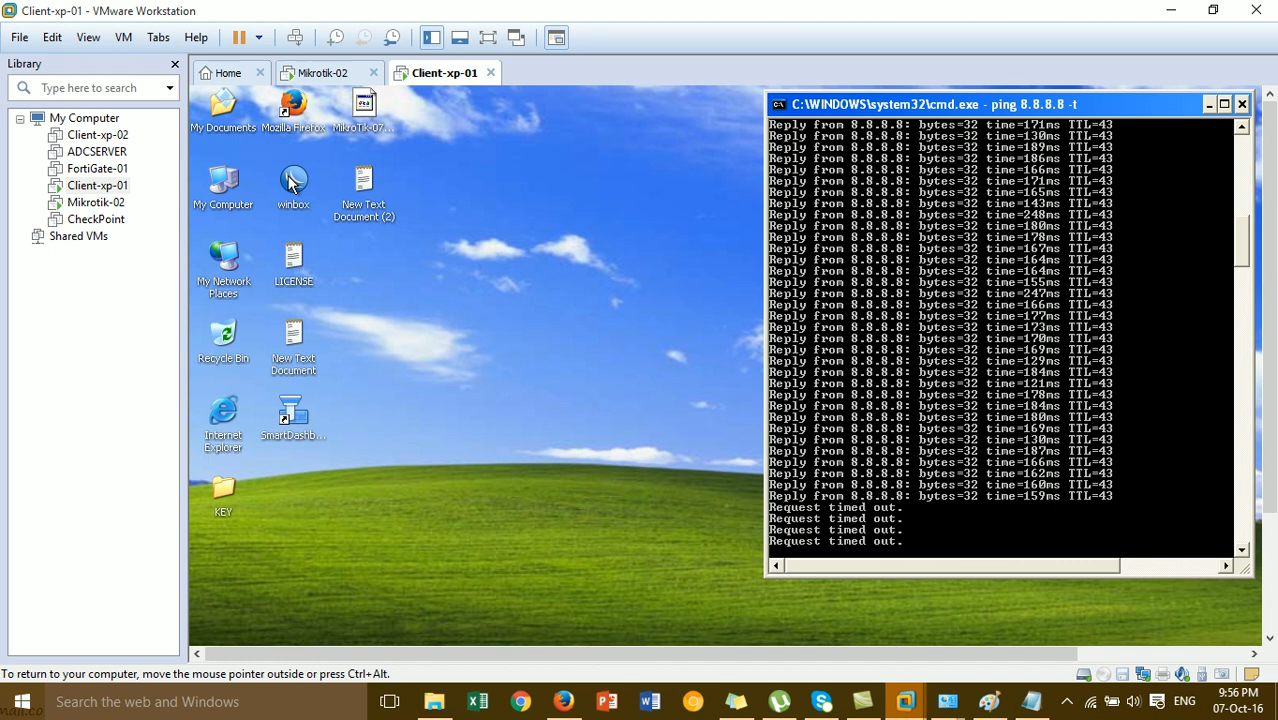 Client-xp-01 - VMware Workstation
File Edit View VM Tabs Help
Library
Type here to search
My Computer
Client-xp-02
ADCSERVER
FortiGate-01
Client-xp-01
Mikrotik-02
CheckPoint
Shared VMs
Home
Mikrotik-02
Client-xp-01
My Documents
Mozilla Firefox
MikroTik-07...
My Computer
winbox
New Text
Document (2)
My Network
Places
LICENSE
Recycle Bin
New Text
Document
Internet
Explorer
SmartDashb...
KEY
C:\WINDOWS\system32\cmd.exe - ping 8.8.8.8 -t
Reply from 8.8.8.8: bytes=32 time=171ms TTL=43
Reply from 8.8.8.8: bytes=32 time=130ms TTL=43
Reply from 8.8.8.8: bytes=32 time=189ms TTL=43
Reply from 8.8.8.8: bytes=32 time=186ms TTL=43
Reply from 8.8.8.8: bytes=32 time=166ms TTL=43
Reply from 8.8.8.8: bytes=32 time=171ms TTL=43
Reply from 8.8.8.8: bytes=32 time=165ms TTL=43
Reply from 8.8.8.8: bytes=32 time=143ms TTL=43
Reply from 8.8.8.8: bytes=32 time=248ms TTL=43
Reply from 8.8.8.8: bytes=32 time=180ms TTL=43
Reply from 8.8.8.8: bytes=32 time=178ms TTL=43
Reply from 8.8.8.8: bytes=32 time=167ms TTL=43
Reply from 8.8.8.8: bytes=32 time=164ms TTL=43
Reply from 8.8.8.8: bytes=32 time=164ms TTL=43
Reply from 8.8.8.8: bytes=32 time=155ms TTL=43
Reply from 8.8.8.8: bytes=32 time=247ms TTL=43
Reply from 8.8.8.8: bytes=32 time=166ms TTL=43
Reply from 8.8.8.8: bytes=32 time=177ms TTL=43
Reply from 8.8.8.8: bytes=32 time=173ms TTL=43
Reply from 8.8.8.8: bytes=32 time=170ms TTL=43
Reply from 8.8.8.8: bytes=32 time=169ms TTL=43
Reply from 8.8.8.8: bytes=32 time=129ms TTL=43
Reply from 8.8.8.8: bytes=32 time=184ms TTL=43
Reply from 8.8.8.8: bytes=32 time=121ms TTL=43
Reply from 8.8.8.8: bytes=32 time=178ms TTL=43
Reply from 8.8.8.8: bytes=32 time=184ms TTL=43
Reply from 8.8.8.8: bytes=32 time=180ms TTL=43
Reply from 8.8.8.8: bytes=32 time=169ms TTL=43
Reply from 8.8.8.8: bytes=32 time=130ms TTL=43
Reply from 8.8.8.8: bytes=32 time=187ms TTL=43
Reply from 8.8.8.8: bytes=32 time=166ms TTL=43
Reply from 8.8.8.8: bytes=32 time=162ms TTL=43
Reply from 8.8.8.8: bytes=32 time=160ms TTL=43
Reply from 8.8.8.8: bytes=32 time=159ms TTL=43
Request timed out.
Request timed out.
Request timed out.
Request timed out.
To return to your computer, move the mouse pointer outside or press Ctrl+Alt.
Search the web and Windows
ENG
9:56 PM
07-Oct-16